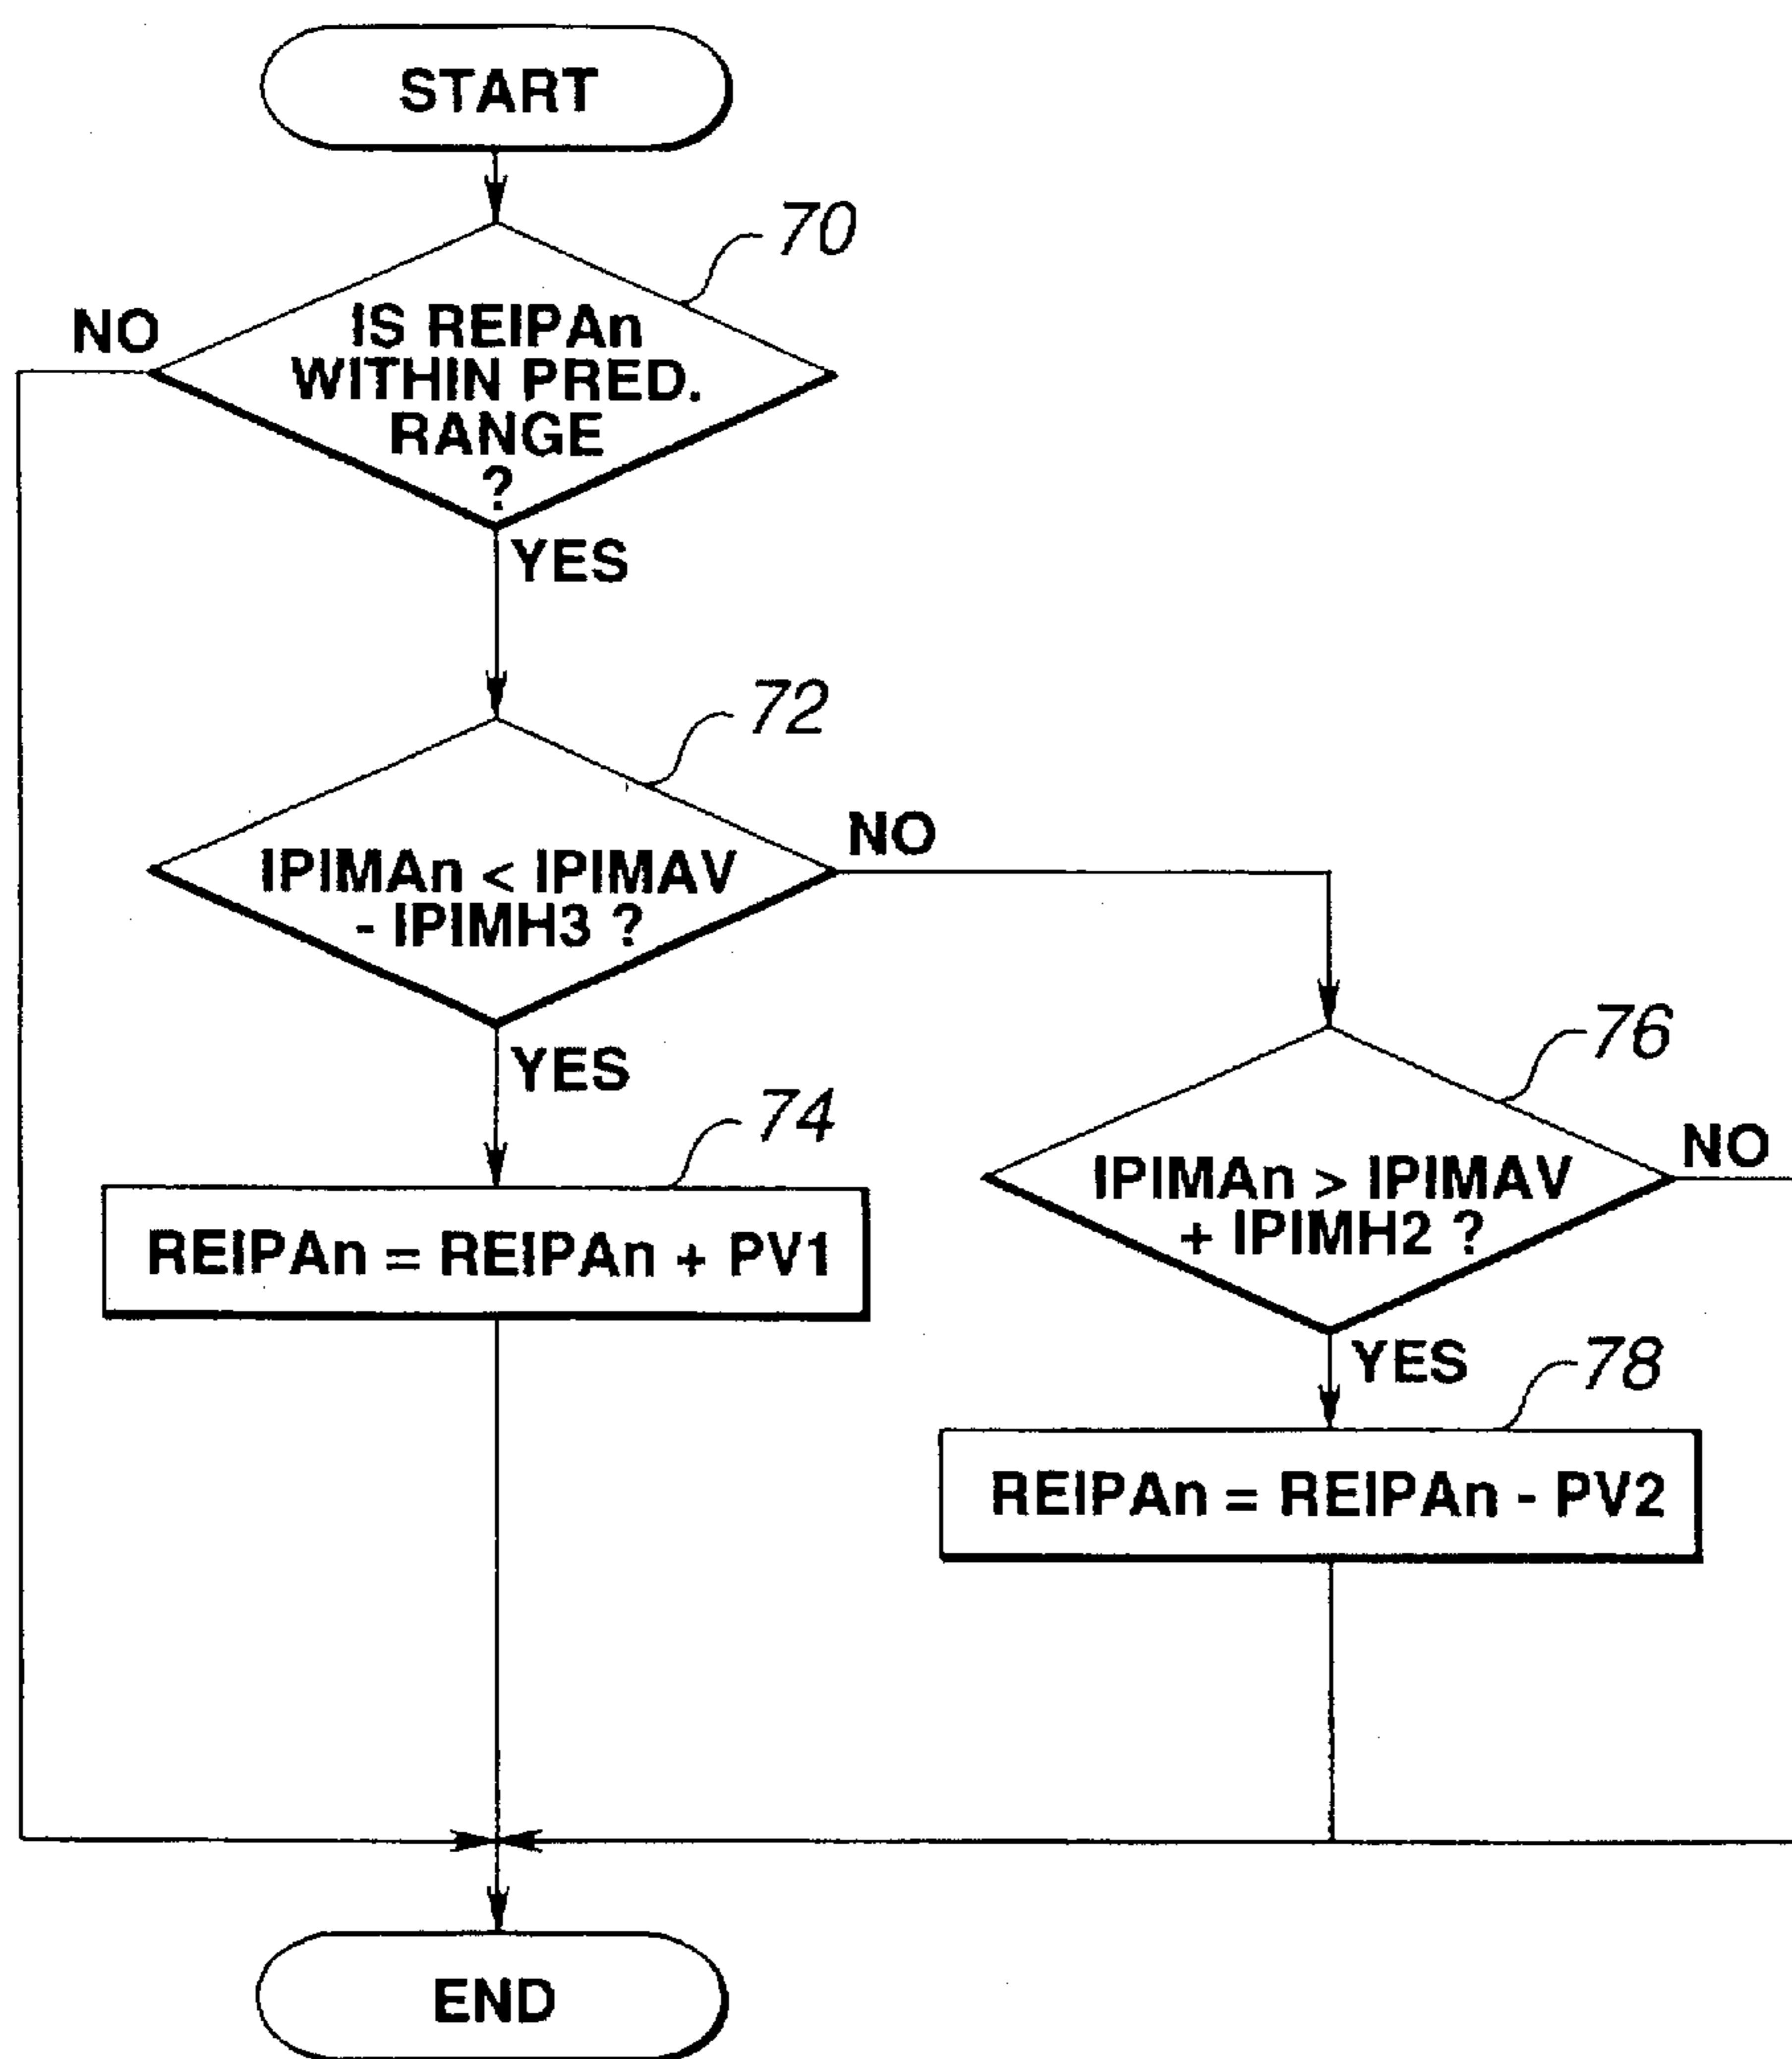 START
70
NO
IS REIPAn
WITHIN PRED.
RANGE
?
YES
72
IPIMAn < IPIMAV
- IPIMH3 ?
NO
YES
74
REIPAn = REIPAn + PV1
76
IPIMAn > IPIMAV
+ IPIMH2 ?
NO
YES
78
REIPAn = REIPAn - PV2
END